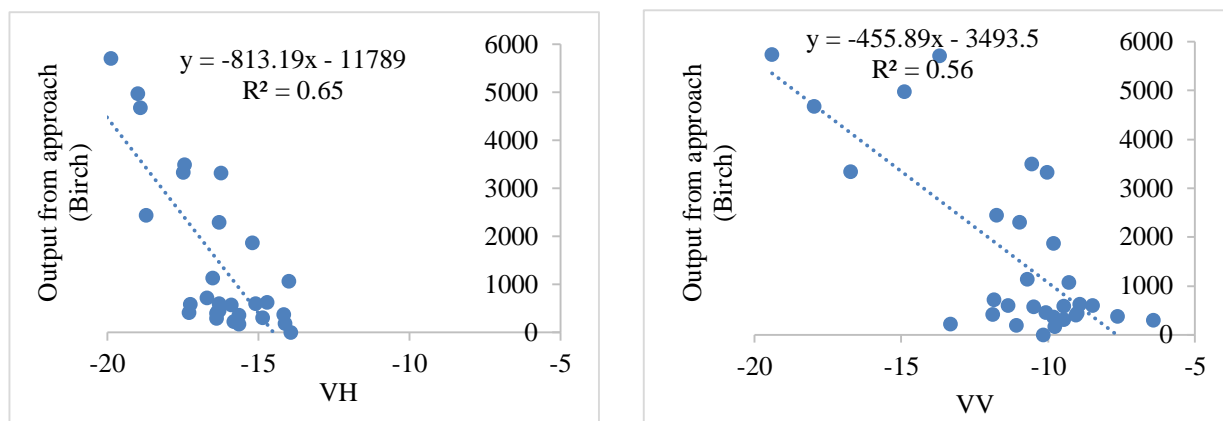 y = -813.19x - 11789
R² = 0.65
Output from approach
(Birch)
6000
5000
4000
3000
2000
1000
0
-20
-15
-10
-5
VH
y = -455.89x - 3493.5
R² = 0.56
Output from approach
(Birch)
6000
5000
4000
3000
2000
1000
0
-20
-15
-10
-5
VV